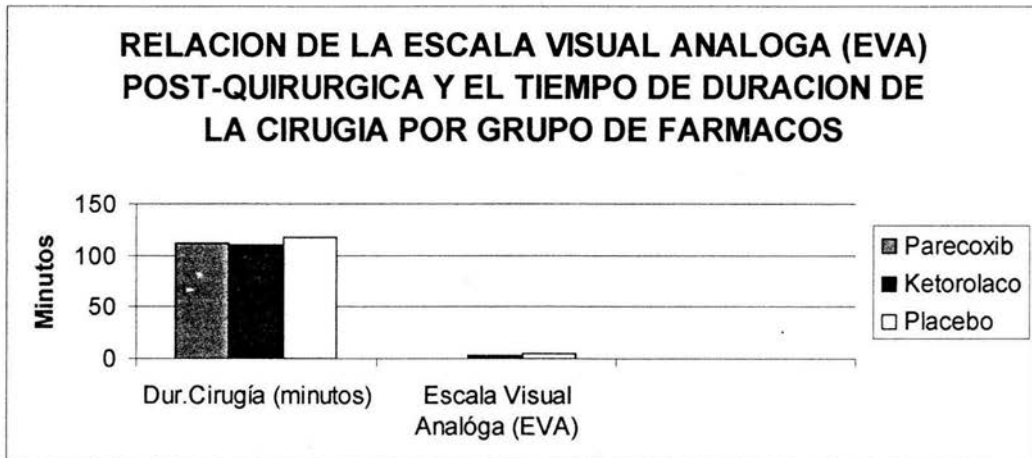 RELACION DE LA ESCALA VISUAL ANALOGA (EVA)
POST-QUIRURGICA Y EL TIEMPO DE DURACION DE
LA CIRUGIA POR GRUPO DE FARMACOS
Minutos
150
100
50
0
Dur.Cirugía (minutos)
Escala Visual
Analóga (EVA)
Parecoxib
Ketorolaco
Placebo